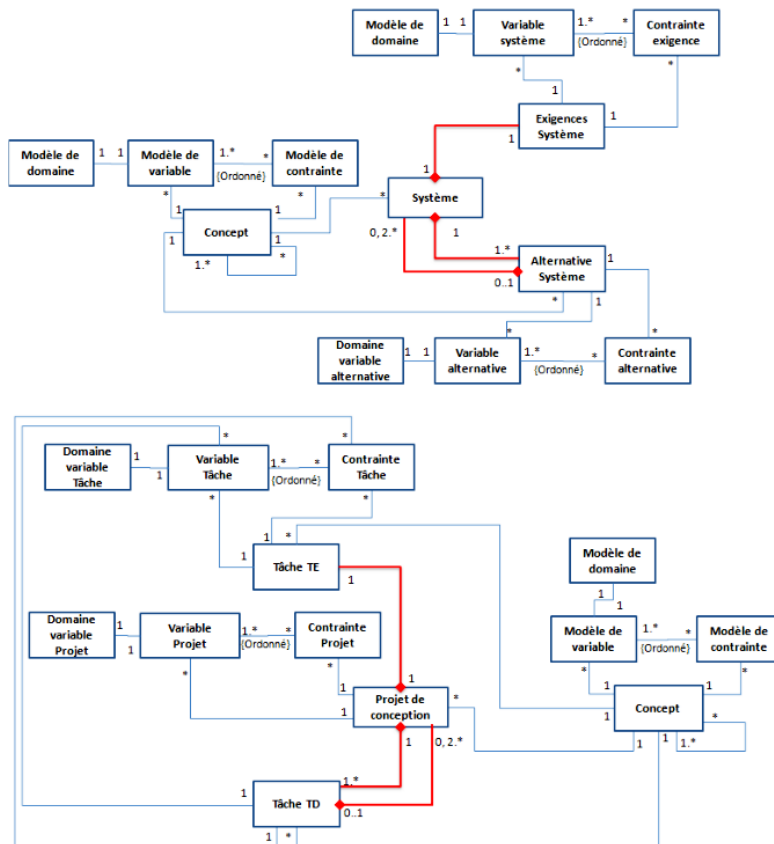 Modèle de
domaine
1 1
Variable
système
1.* *
{Ordonné}
Contrainte
exigence
*
1
*
1
Exigences
Système
1
1
Modèle de
domaine
1 1
Modèle de
variable
1.* *
{Ordonné}
Modèle de
contrainte
*
1
*
1
Concept
1
1
1.*
*
*
Système
0, 2.*
1
1.*
0..1
Alternative
Système
1
*
1
*
*
Domaine
variable
alternative
1 1
Variable
alternative
1.* *
{Ordonné}
Contrainte
alternative
*
*
Domaine
variable
Tâche
1
1
Variable
Tâche
1.* *
{Ordonné}
Contrainte
Tâche
*
*
1
1 *
Tâche TE
1
Modèle de
domaine
1
1
Domaine
variable
Projet
1
1
Variable
Projet
1.* *
{Ordonné}
Contrainte
Projet
Modèle de
variable
1.* *
{Ordonné}
Modèle de
contrainte
*
*
1
1
1
*
Projet de
conception
*
1
*
1
1
Concept
*
1.*
1
1
1
0, 2.*
1.*
0..1
1
Tâche TD
1 *